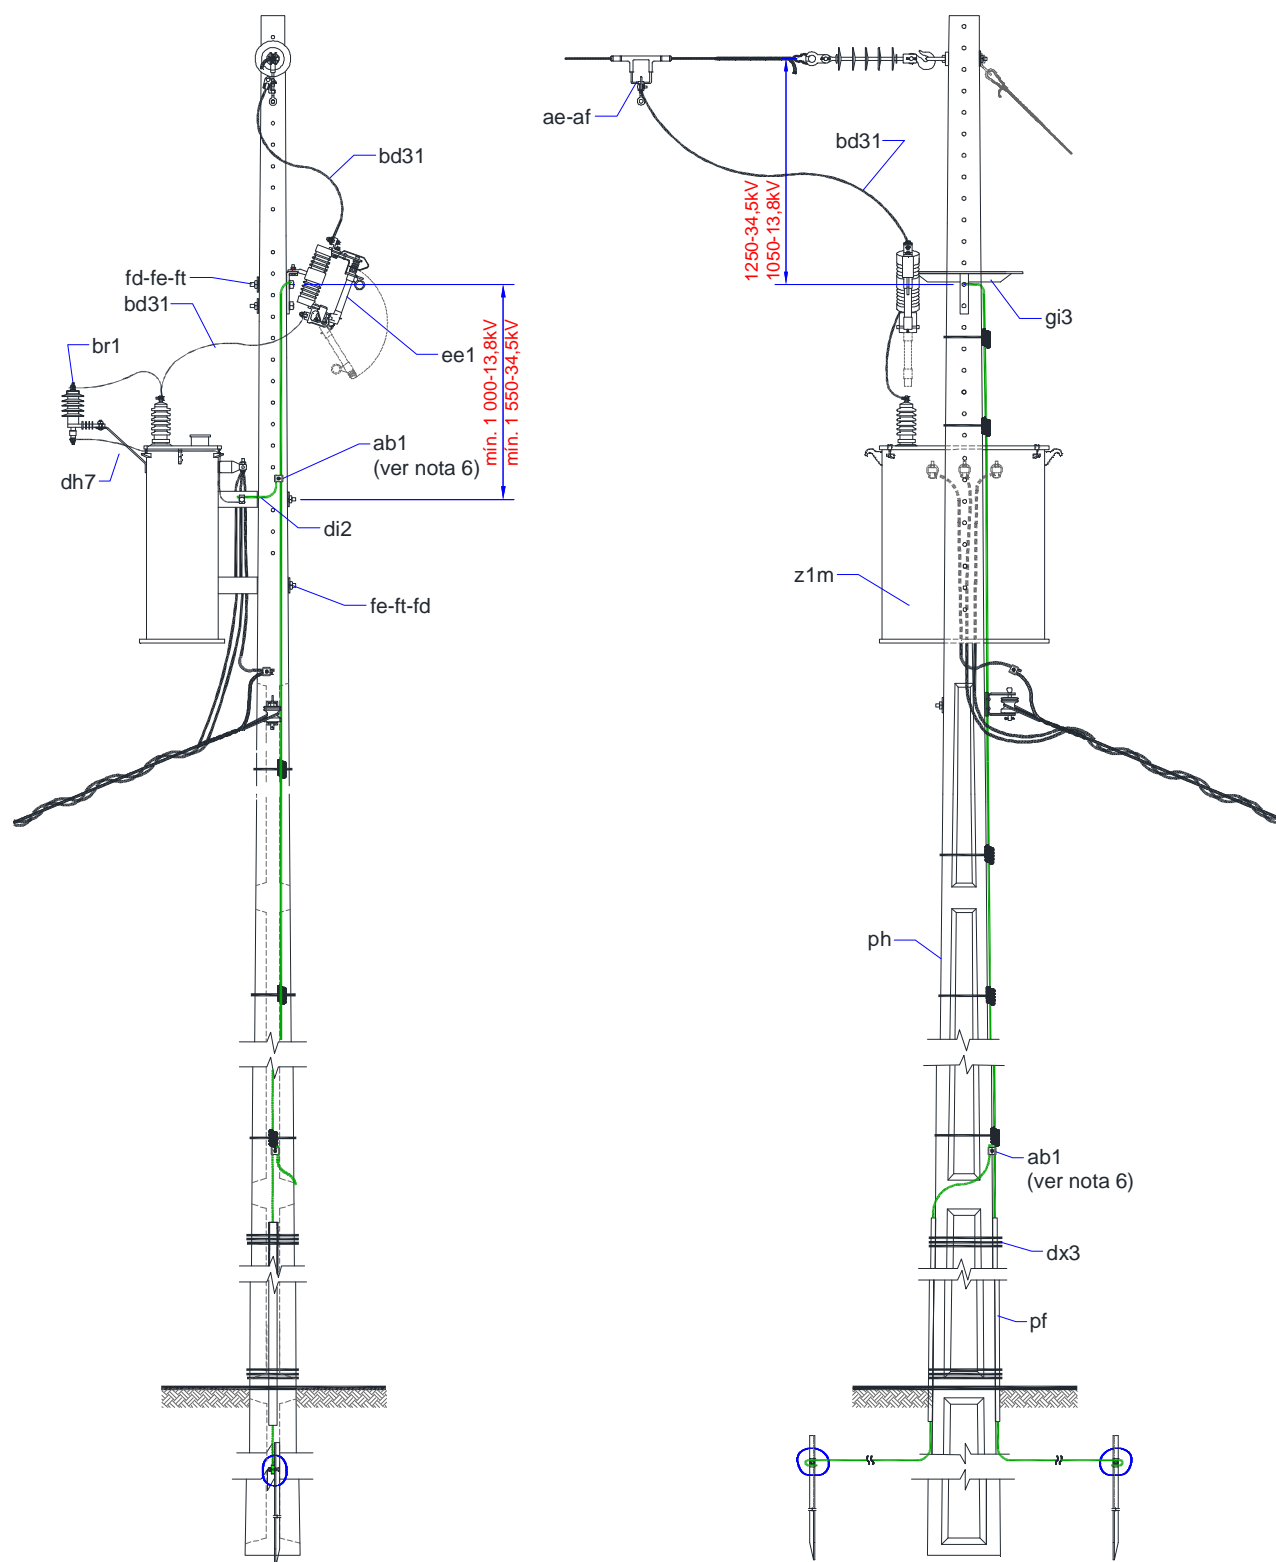 ae-af
bd31
bd31
1250-34,5kV
1050-13,8kV
fd-fe-ft
bd31
gi3
br1
ee1
mín. 1 000-13,8kV
mín. 1 550-34,5kV
ab1
(ver nota 6)
dh7
di2
z1m
fe-ft-fd
ph
ab1
(ver nota 6)
dx3
pf